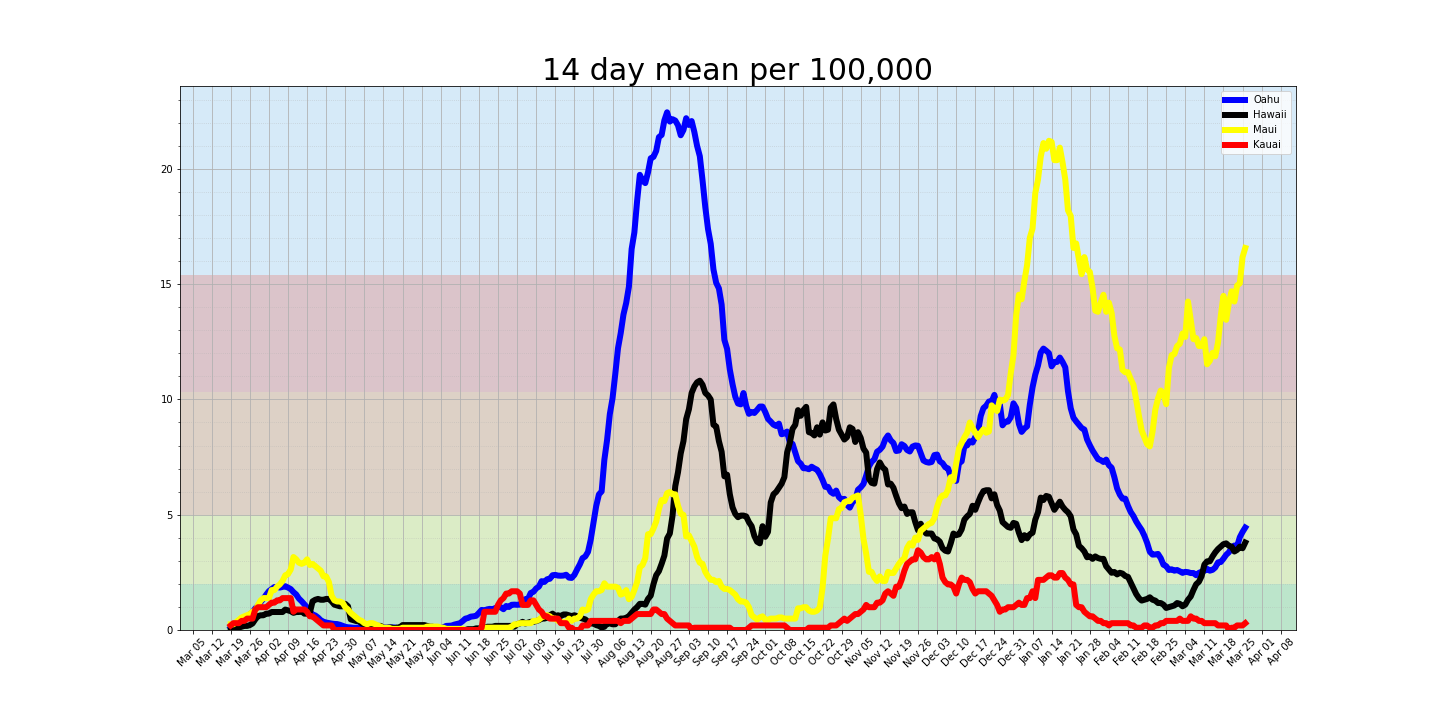 14 day mean per 100,000
Oahu
Hawaii
Maui
Kauai
20
15
10
5
0
Mar 05
Mar 12
Mar 19
Mar 26
Apr 02
Apr 09
Apr 16
Apr 23
Apr 30
May 07
May 14
May 21
May 28
Jun 04
Jun 11
Jun 18
Jun 25
Jul 02
Jul 09
Jul 16
Jul 23
Jul 30
Aug 06
Aug 13
Aug 20
Aug 27
Sep 03
Sep 10
Sep 17
Sep 24
Oct 01
Oct 08
Oct 15
Oct 22
Oct 29
Nov 05
Nov 12
Nov 19
Nov 26
Dec 03
Dec 10
Dec 17
Dec 24
Dec 31
Jan 07
Jan 14
Jan 21
Jan 28
Feb 04
Feb 11
Feb 18
Feb 25
Mar 04
Mar 11
Mar 18
Mar 25
Apr 01
Apr 08